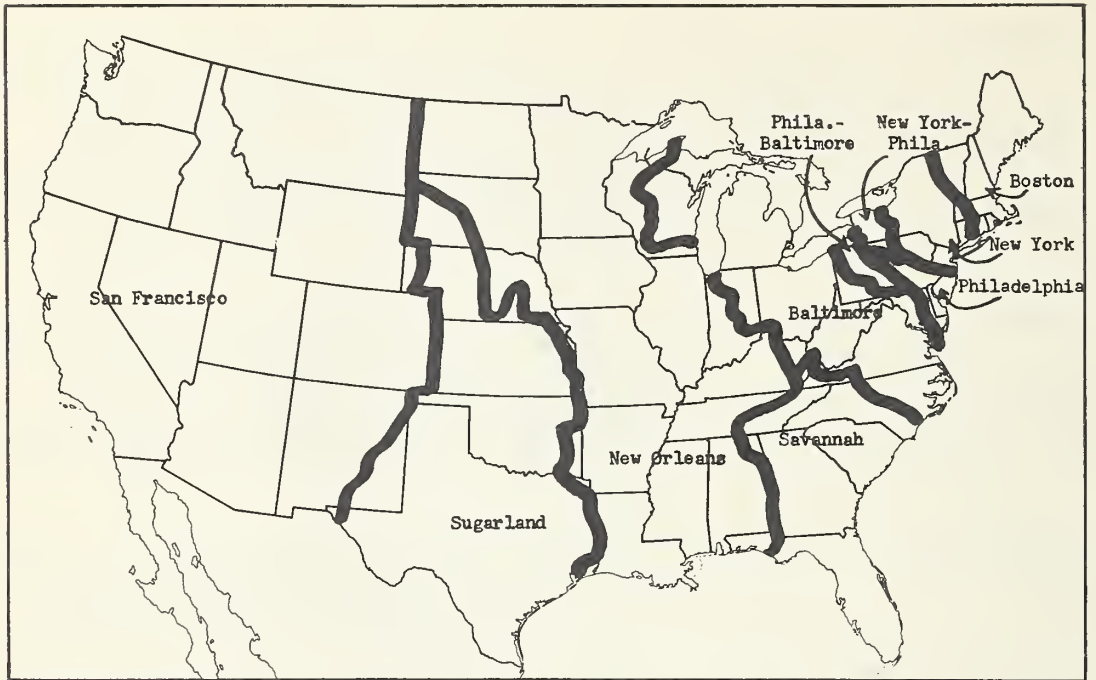 Phila.-
Baltimore
New York-
Phila.
Boston
New York
Philadelphia
San Francisco
Baltimore
Savannah
New Orleans
Sugarland